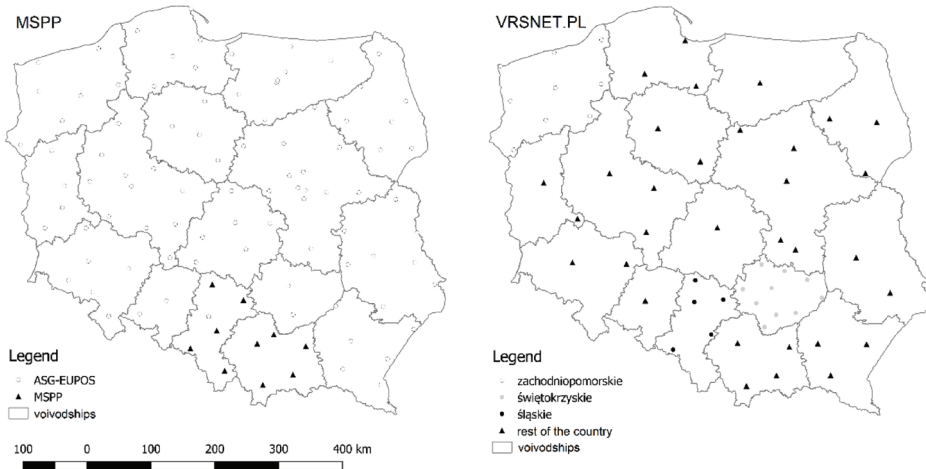 MSPP
Legend
ASG-EUPOS
MSPP
voivodships
100 0 100 200 300 400 km
VRSNET.PL
Legend
zachodniopomorskie
świętokrzyskie
śląskie
rest of the country
voivodships